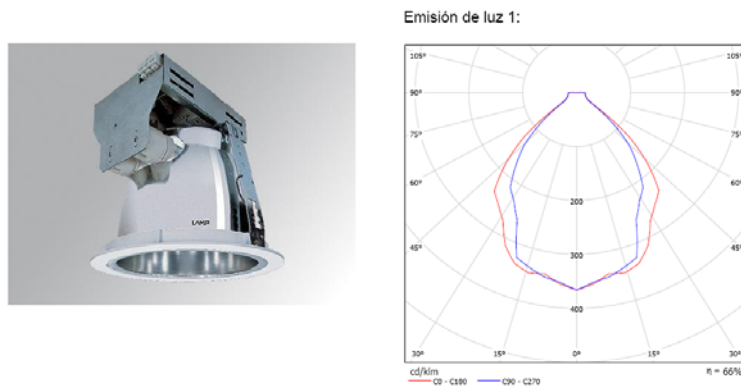 Emisión de luz 1:
LAMP
105° 105°
90° 90°
75° 75°
60° 60°
45° 45°
200
300
400
30° 15° 0° 15° 30°
cd/klm η = 66%
C0 - C180 C90 - C270